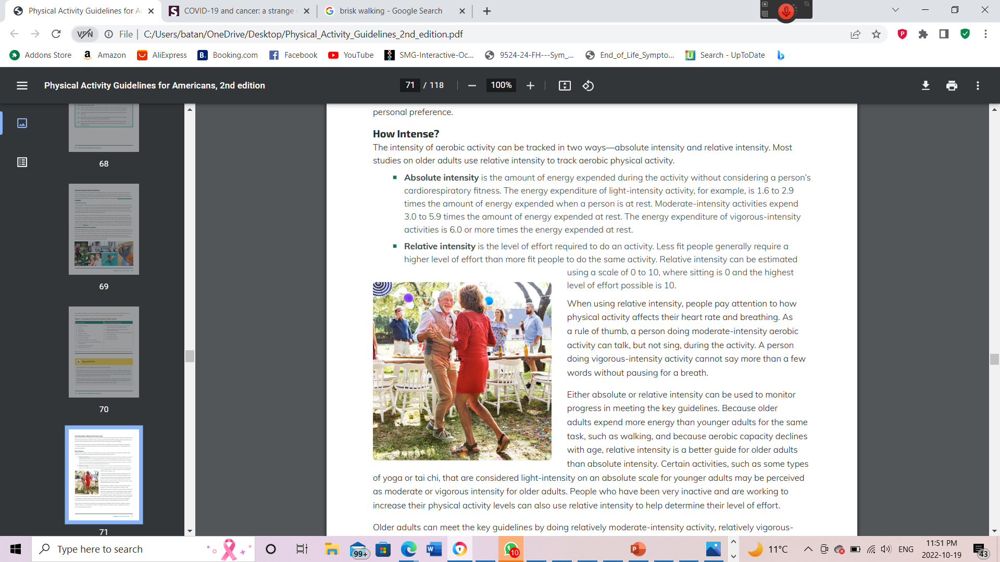 Physical Activity Guidelines for A
COVID-19 and cancer: a strange
brisk walking - Google Search
VPN
File
C:/Users/batan/OneDrive/Desktop/Physical_Activity_Guidelines_2nd_edition.pdf
Addons Store
Amazon
AliExpress
Booking.com
Facebook
YouTube
SMG-Interactive-Oc...
9524-24-FH---Sym_...
End_of_Life_Sympto...
Search - UpToDate
Physical Activity Guidelines for Americans, 2nd edition
71 / 118
100%
68
69
70
71
personal preference.
How Intense?
The intensity of aerobic activity can be tracked in two ways—absolute intensity and relative intensity. Most
studies on older adults use relative intensity to track aerobic physical activity.
Absolute intensity is the amount of energy expended during the activity without considering a person's
cardiorespiratory fitness. The energy expenditure of light-intensity activity, for example, is 1.6 to 2.9
times the amount of energy expended when a person is at rest. Moderate-intensity activities expend
3.0 to 5.9 times the amount of energy expended at rest. The energy expenditure of vigorous-intensity
activities is 6.0 or more times the energy expended at rest.
Relative intensity is the level of effort required to do an activity. Less fit people generally require a
higher level of effort than more fit people to do the same activity. Relative intensity can be estimated
using a scale of 0 to 10, where sitting is 0 and the highest
level of effort possible is 10.
When using relative intensity, people pay attention to how
physical activity affects their heart rate and breathing. As
a rule of thumb, a person doing moderate-intensity aerobic
activity can talk, but not sing, during the activity. A person
doing vigorous-intensity activity cannot say more than a few
words without pausing for a breath.
Either absolute or relative intensity can be used to monitor
progress in meeting the key guidelines. Because older
adults expend more energy than younger adults for the same
task, such as walking, and because aerobic capacity declines
with age, relative intensity is a better guide for older adults
than absolute intensity. Certain activities, such as some types
of yoga or tai chi, that are considered light-intensity on an absolute scale for younger adults may be perceived
as moderate or vigorous intensity for older adults. People who have been very inactive and are working to
increase their physical activity levels can also use relative intensity to help determine their level of effort.
Older adults can meet the key guidelines by doing relatively moderate-intensity activity, relatively vigorous-
Type here to search
99+
10
11°C
ENG
11:51 PM
2022-10-19
43